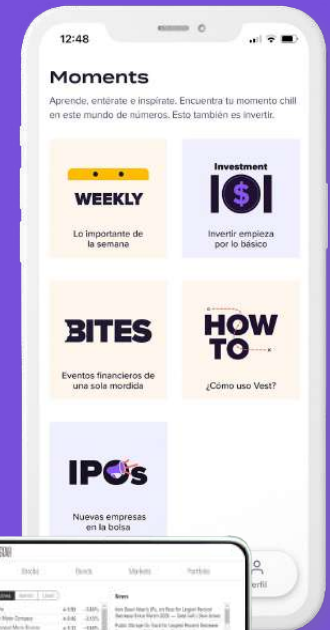 12:48
Moments
Aprende, entérate e inspírate. Encuentra tu momento chill
en este mundo de números. Esto también es invertir.
WEEKLY
Lo importante de
la semana
Investment
101
$
Invertir empieza
por lo básico
BITES
Eventos financieros de
una sola mordida
HOW
TO
¿Cómo uso Vest?
IPOs
Nuevas empresas
en la bolsa
erfil
Stocks
Bonds
Markets
Portfolio
News